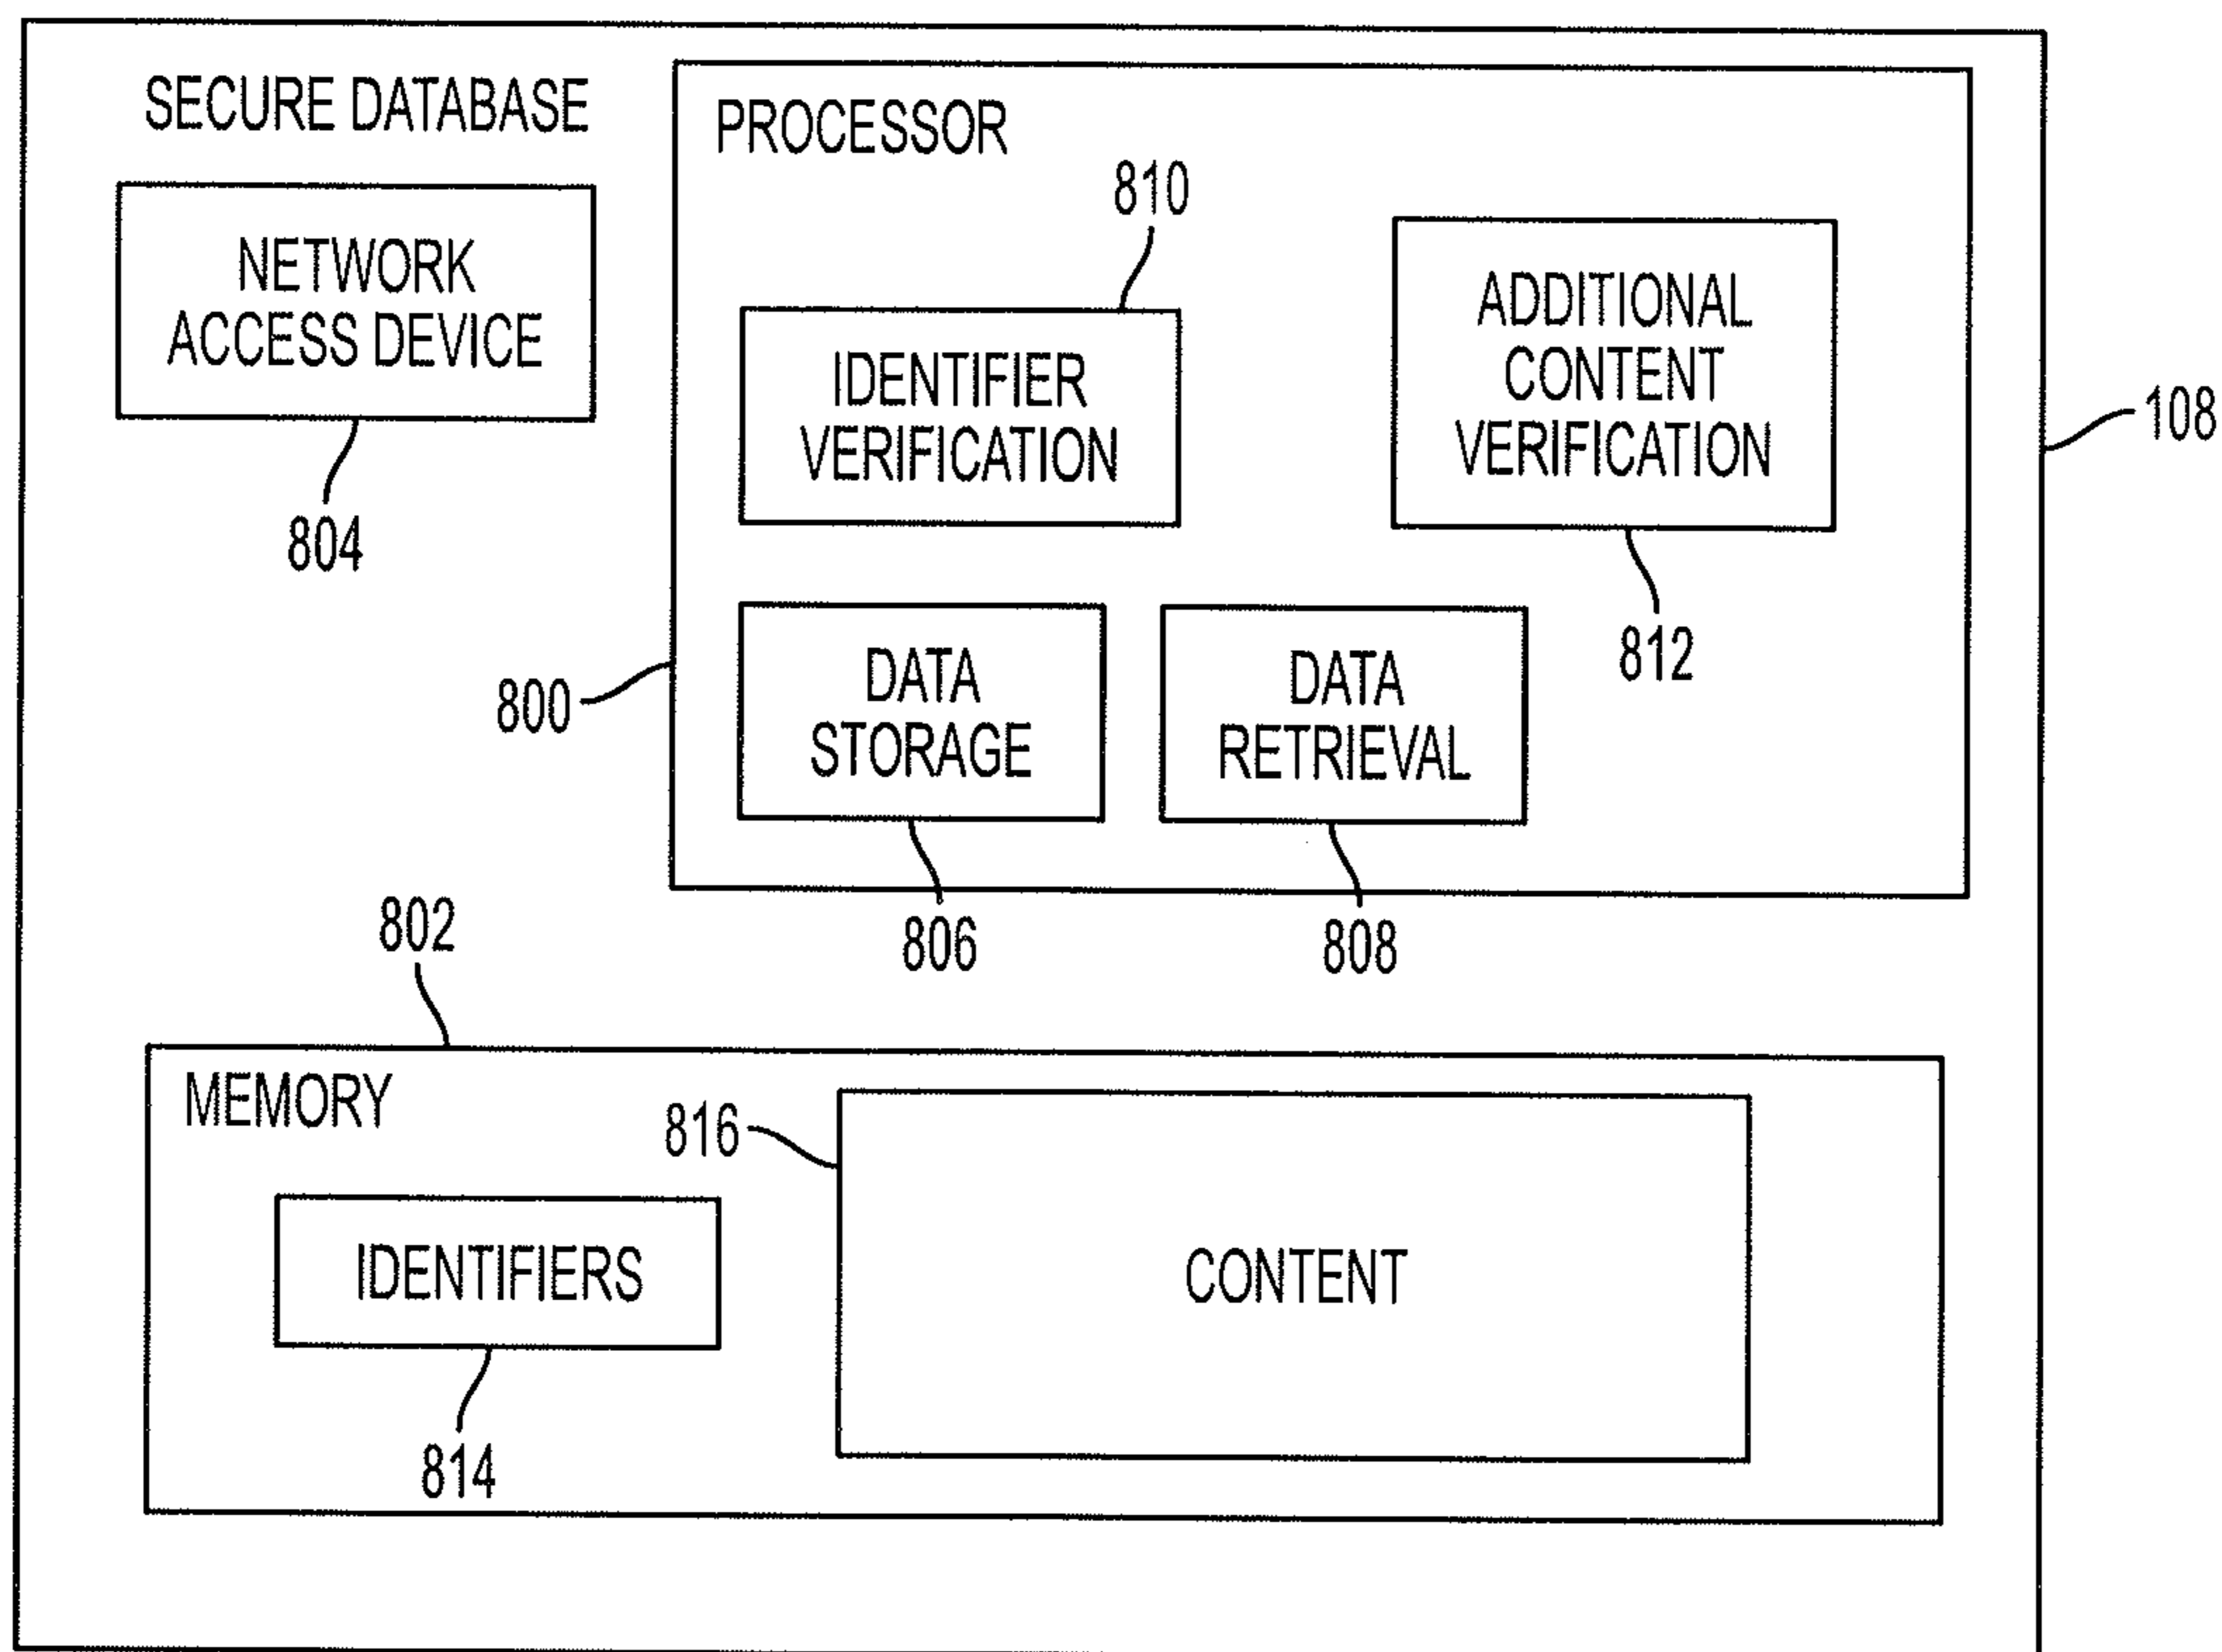 SECURE DATABASE
PROCESSOR
NETWORK
ACCESS DEVICE
804
810
IDENTIFIER
VERIFICATION
ADDITIONAL
CONTENT
VERIFICATION
812
108
800
DATA
STORAGE
806
DATA
RETRIEVAL
808
802
MEMORY
IDENTIFIERS
814
816
CONTENT